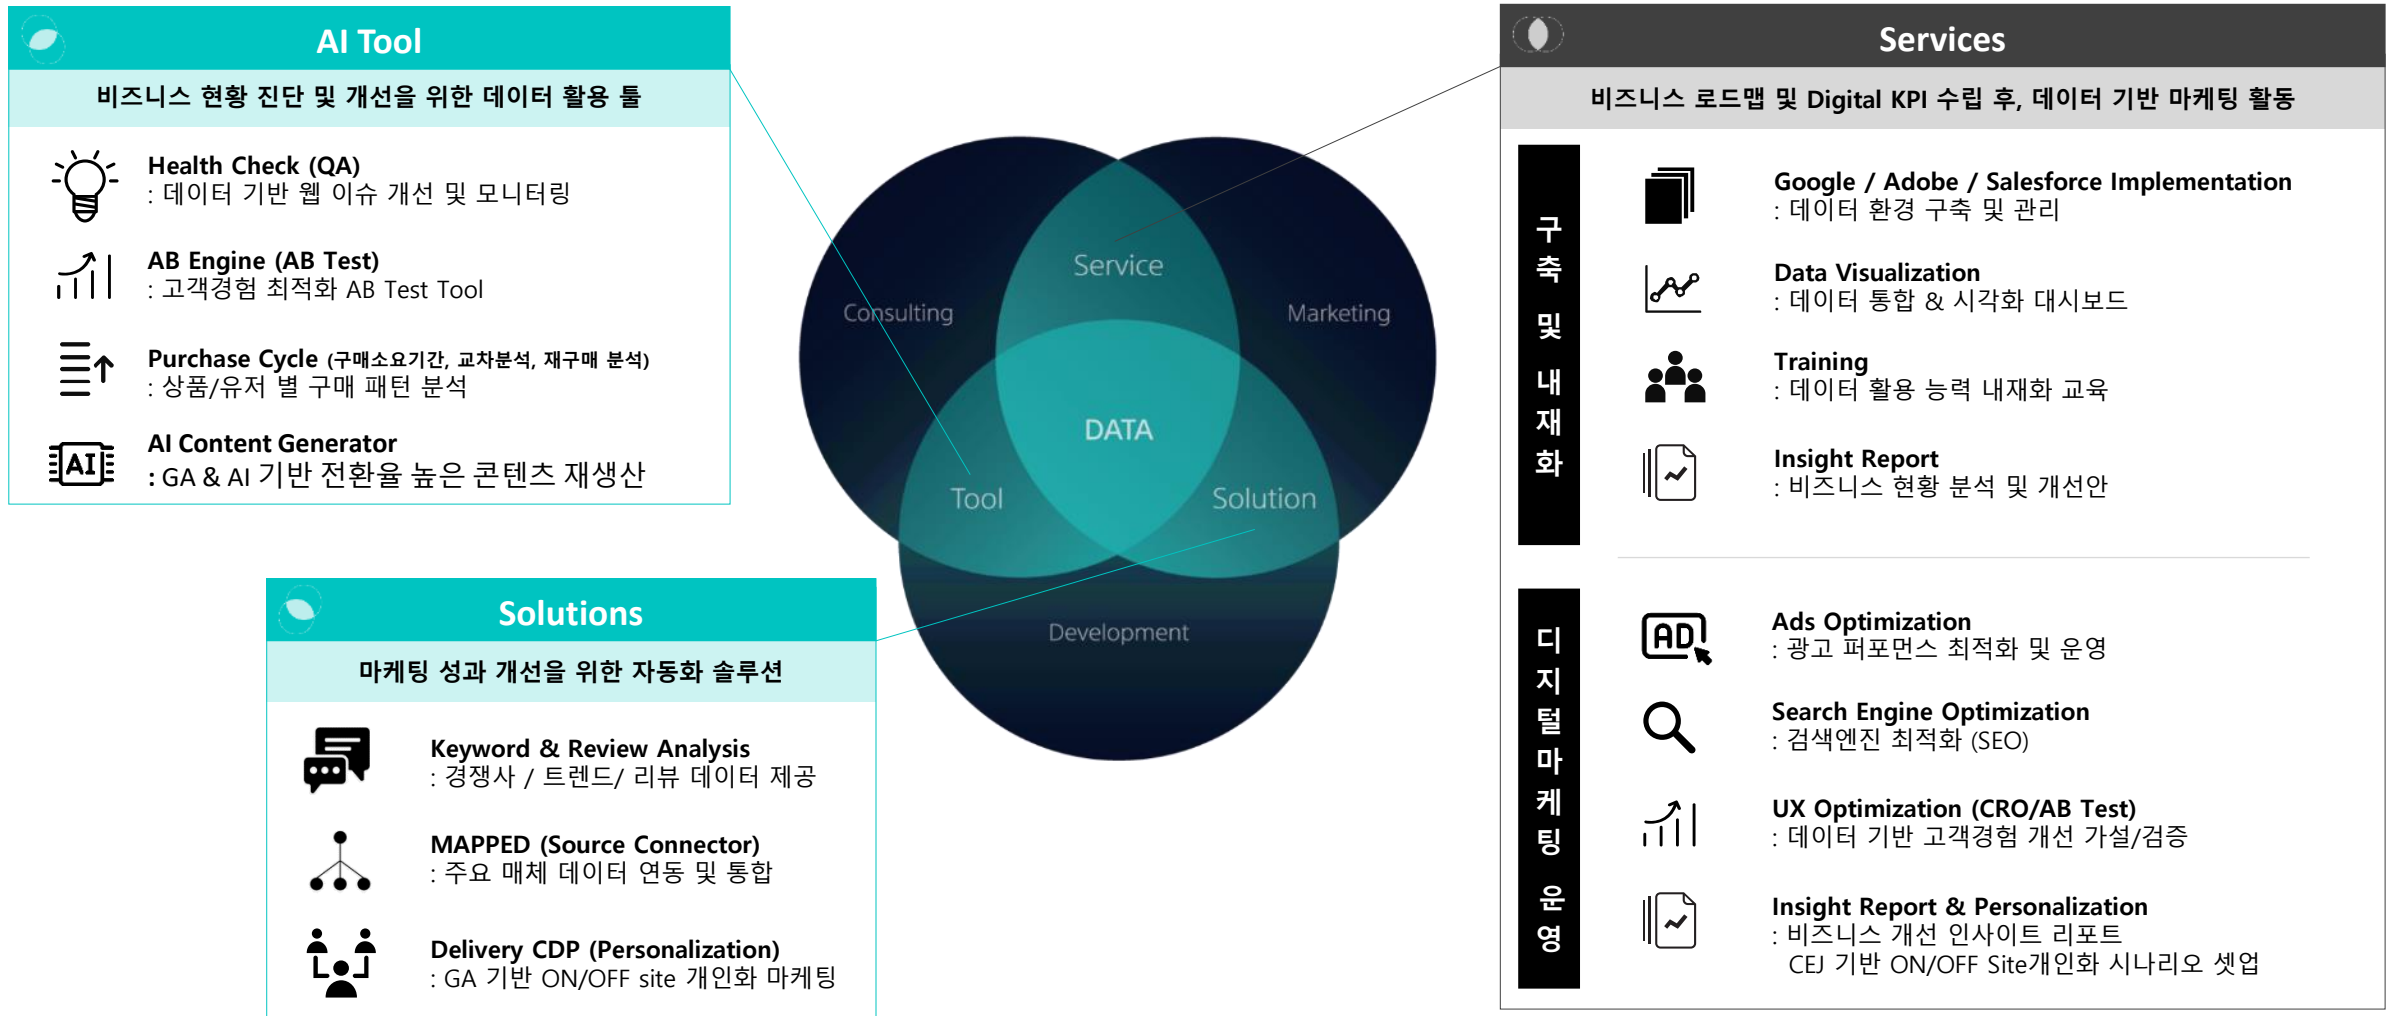 AI Tool
비즈니스 현황 진단 및 개선을 위한 데이터 활용 툴
Health Check (QA)
: 데이터 기반 웹 이슈 개선 및 모니터링
AB Engine (AB Test)
: 고객경험 최적화 AB Test Tool
Purchase Cycle (구매소요기간, 교차분석, 재구매 분석)
: 상품/유저 별 구매 패턴 분석
AI
AI Content Generator
: GA & AI 기반 전환율 높은 콘텐츠 재생산
Solutions
마케팅 성과 개선을 위한 자동화 솔루션
Keyword & Review Analysis
: 경쟁사 / 트렌드/ 리뷰 데이터 제공
MAPPED (Source Connector)
: 주요 매체 데이터 연동 및 통합
Delivery CDP (Personalization)
: GA 기반 ON/OFF site 개인화 마케팅
Service
Consulting
Marketing
DATA
Tool
Solution
Development
Services
비즈니스 로드맵 및 Digital KPI 수립 후, 데이터 기반 마케팅 활동
구축 및 내재화
Google / Adobe / Salesforce Implementation
: 데이터 환경 구축 및 관리
Data Visualization
: 데이터 통합 & 시각화 대시보드
Training
: 데이터 활용 능력 내재화 교육
Insight Report
: 비즈니스 현황 분석 및 개선안
디지털마케팅 운영
AD
Ads Optimization
: 광고 퍼포먼스 최적화 및 운영
Search Engine Optimization
: 검색엔진 최적화 (SEO)
UX Optimization (CRO/AB Test)
: 데이터 기반 고객경험 개선 가설/검증
Insight Report & Personalization
: 비즈니스 개선 인사이트 리포트
CEJ 기반 ON/OFF Site개인화 시나리오 셋업